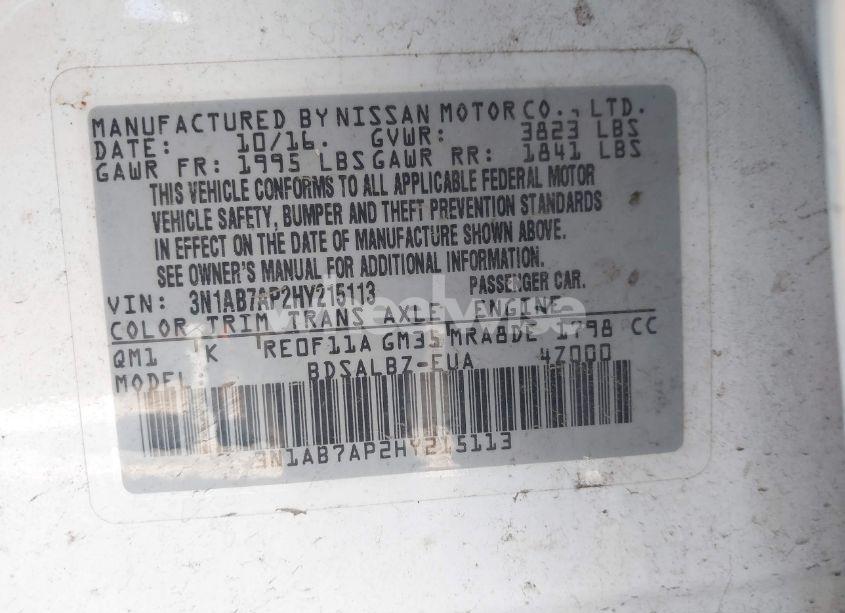 MANUFACTURED BY NISSAN MOTOR CO., LTD.
DATE: 10/16. GVWR: 3823 LBS
GAWR FR: 1995 LBS GAWR RR: 1841 LBS
THIS VEHICLE CONFORMS TO ALL APPLICABLE FEDERAL MOTOR
VEHICLE SAFETY, BUMPER AND THEFT PREVENTION STANDARDS
IN EFFECT ON THE DATE OF MANUFACTURE SHOWN ABOVE.
SEE OWNER'S MANUAL FOR ADDITIONAL INFORMATION.
VIN: 3N1AB7AP2HY215113 PASSENGER CAR.
COLOR TRIM TRANS AXLE ENGINE
QM1 K RE0F11A GM35 MRA8DE 1798 CC
MODEL BDSALBZ-EUA 47000
3N1AB7AP2HY215113